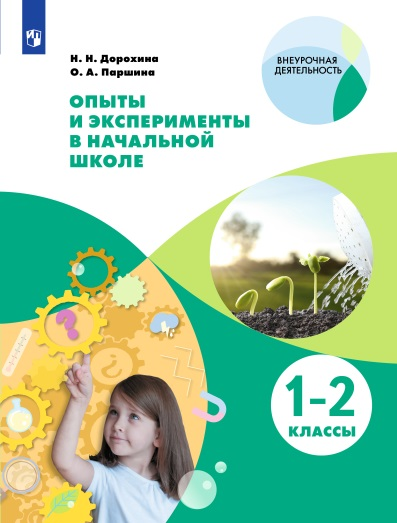 Н. Н. Дорохина
О. А. Паршина
ВНЕУРОЧНАЯ
ДЕЯТЕЛЬНОСТЬ
ОПЫТЫ
И ЭКСПЕРИМЕНТЫ
В НАЧАЛЬНОЙ
ШКОЛЕ
1–2
КЛАССЫ